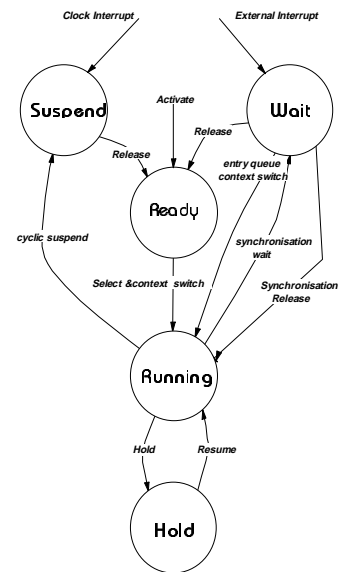 Clock Interrupt
External Interrupt
Suspend
Activate
Wait
Release
Release
entry queue
context switch
Ready
cyclic suspend
synchronisation
wait
Select &context switch
Synchronisation
Release
Running
Hold
Resume
Hold